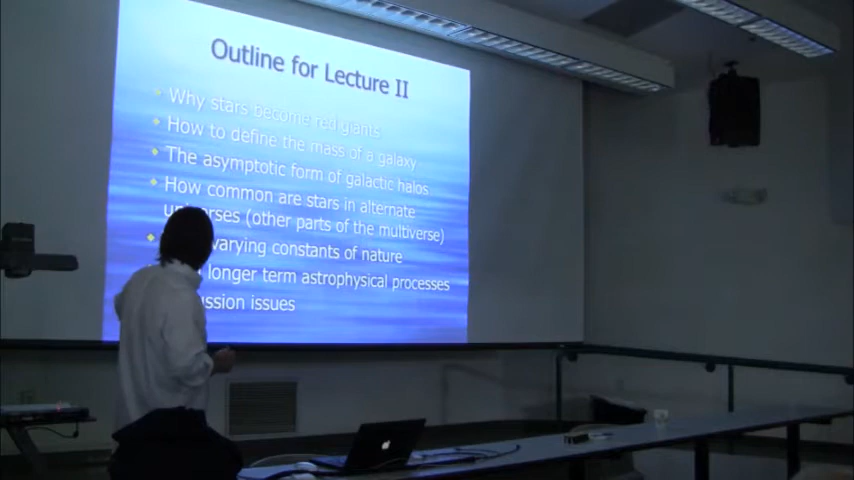 Outline for Lecture II
Why stars become red giants
How to define the mass of a galaxy
The asymptotic form of galactic halos
How common are stars in alternate
universes (other parts of the multiverse)
varying constants of nature
longer term astrophysical processes
ussion issues